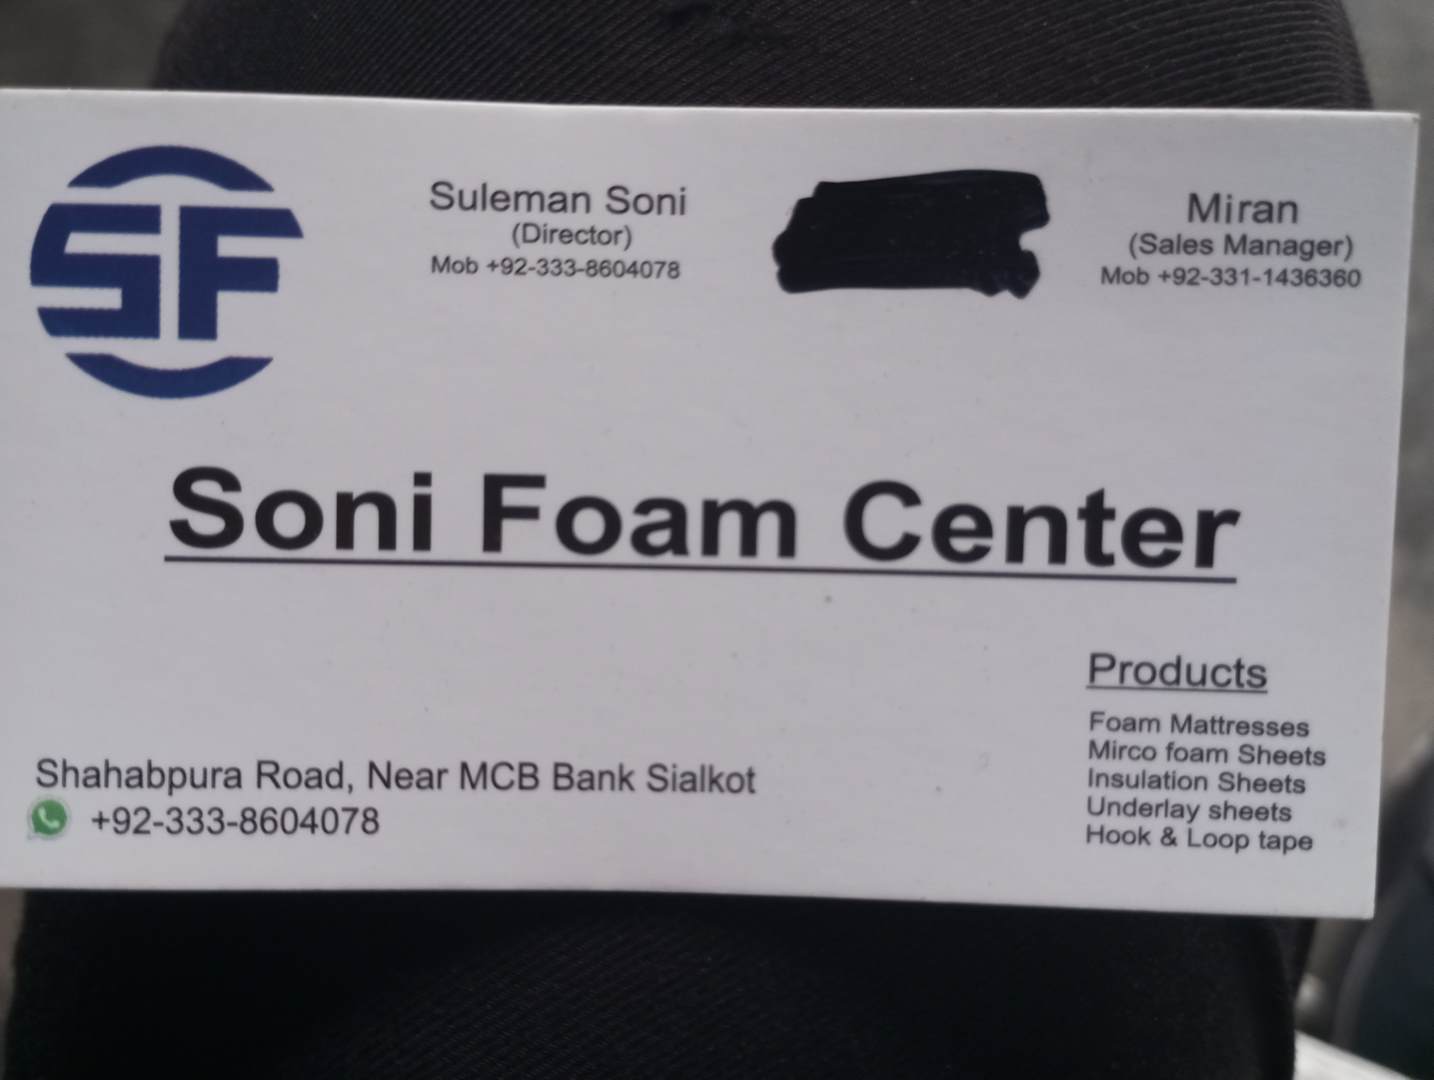 SF
Suleman Soni
(Director)
Mob +92-333-8604078
Miran
(Sales Manager)
Mob +92-331-1436360
Soni Foam Center
Shahabpura Road, Near MCB Bank Sialkot
+92-333-8604078
Products
Foam Mattresses
Mirco foam Sheets
Insulation Sheets
Underlay sheets
Hook & Loop tape